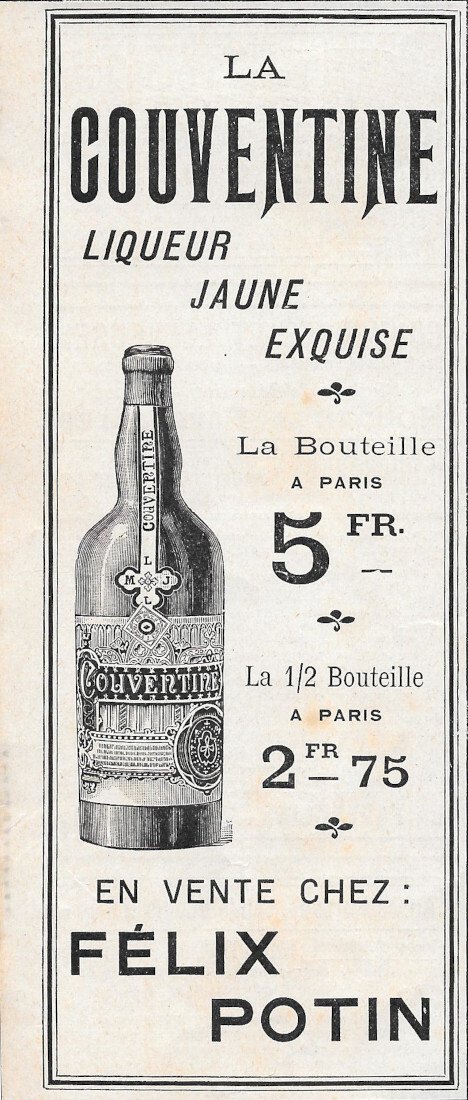 LA
COUVENTINE
LIQUEUR
JAUNE
EXQUISE
La Bouteille
A PARIS
5 FR. —
La 1/2 Bouteille
A PARIS
2 FR — 75
COUVENTINE
L
M J
L
COUVENTINE
EN VENTE CHEZ :
FÉLIX
POTIN